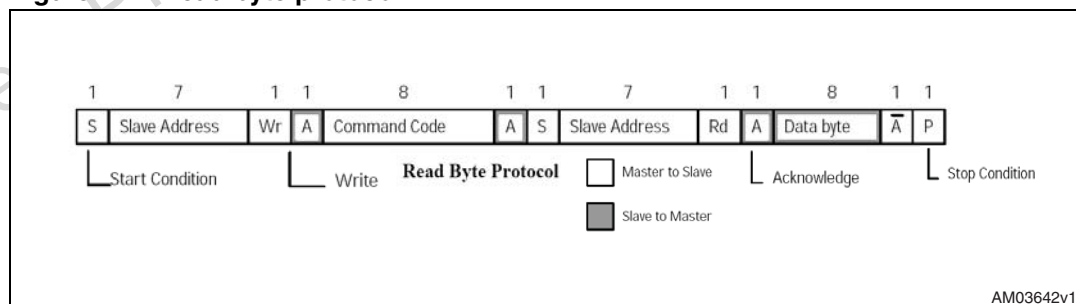 1 7 1 1 8 1 1 7 1 1 8 1 1
S Slave Address Wr A Command Code A S Slave Address Rd A Data byte A̅ P
Start Condition Write Read Byte Protocol Master to Slave Acknowledge Stop Condition
Slave to Master
AM03642v1